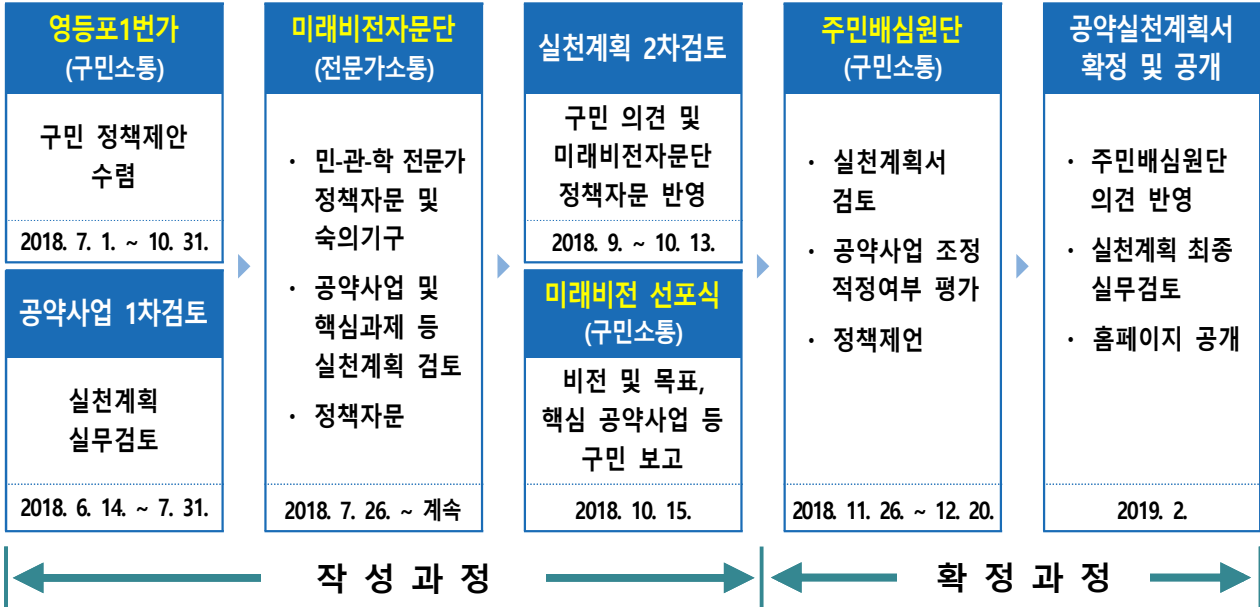 영등포1번가
(구민소통)
구민 정책제안
수렴
2018. 7. 1. ~ 10. 31.
공약사업 1차검토
실천계획
실무검토
2018. 6. 14. ~ 7. 31.
미래비전자문단
(전문가소통)
· 민-관-학 전문가
정책자문 및
숙의기구
· 공약사업 및
핵심과제 등
실천계획 검토
· 정책자문
2018. 7. 26. ~ 계속
실천계획 2차검토
구민 의견 및
미래비전자문단
정책자문 반영
2018. 9. ~ 10. 13.
미래비전 선포식
(구민소통)
비전 및 목표,
핵심 공약사업 등
구민 보고
2018. 10. 15.
주민배심원단
(구민소통)
· 실천계획서
검토
· 공약사업 조정
적정여부 평가
· 정책제언
2018. 11. 26. ~ 12. 20.
공약실천계획서
확정 및 공개
· 주민배심원단
의견 반영
· 실천계획 최종
실무검토
· 홈페이지 공개
2019. 2.
작 성 과 정
확 정 과 정